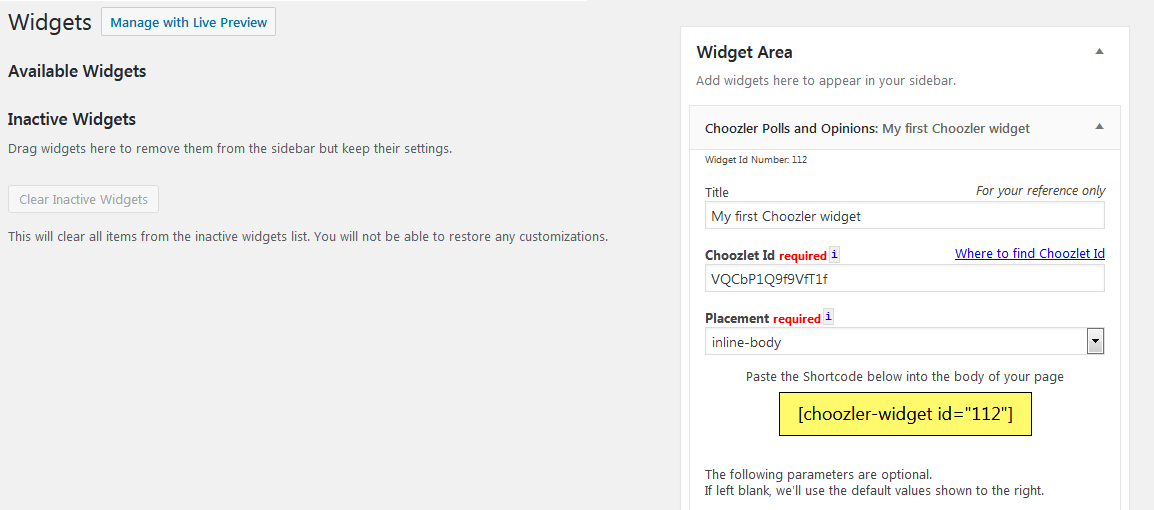 Widgets
Manage with Live Preview
Available Widgets
Inactive Widgets
Drag widgets here to remove them from the sidebar but keep their settings.
Clear Inactive Widgets
This will clear all items from the inactive widgets list. You will not be able to restore any customizations.
Widget Area
Add widgets here to appear in your sidebar.
Choozler Polls and Opinions: My first Choozler widget
Widget Id Number: 112
Title For your reference only
My first Choozler widget
Choozlet Id required i Where to find Choozlet Id
VQCbP1Q9f9VfT1f
Placement required i
inline-body
Paste the Shortcode below into the body of your page
[choozler-widget id="112"]
The following parameters are optional.
If left blank, we'll use the default values shown to the right.